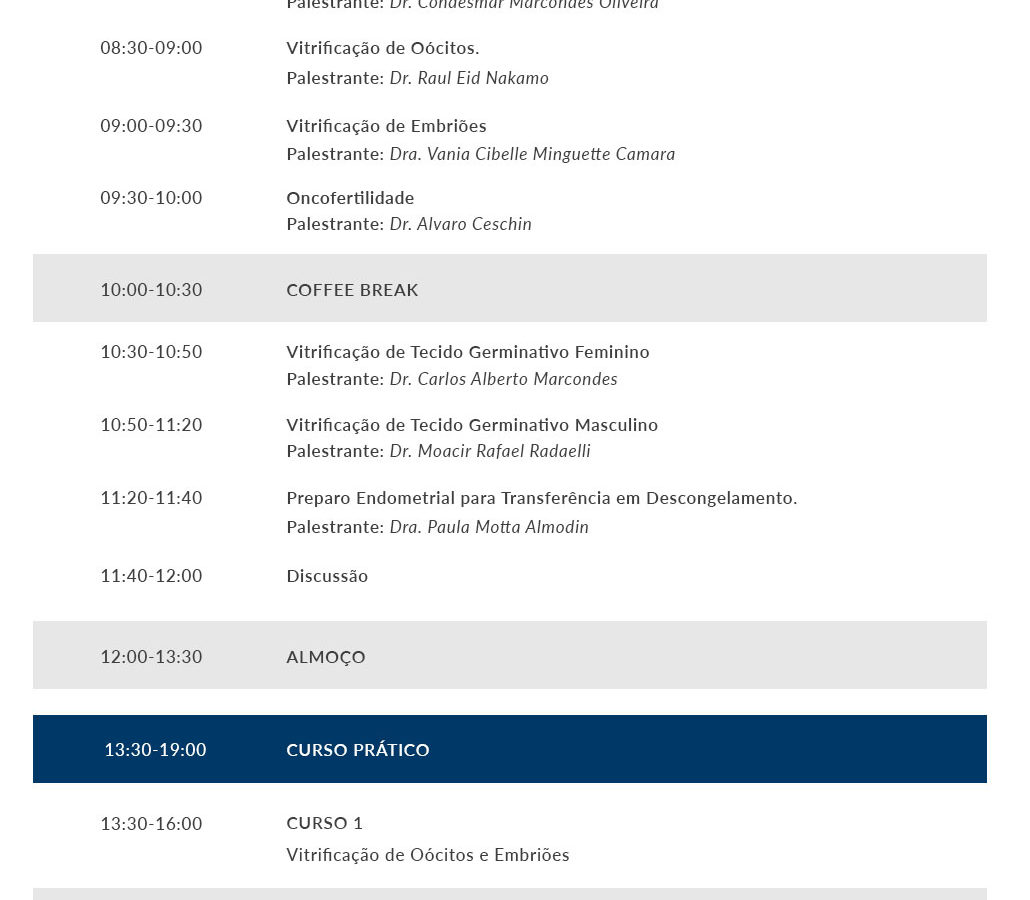 Palestrante: Dr. Condesmar Marcondes Oliveira
08:30-09:00 Vitrificação de Oócitos.
Palestrante: Dr. Raul Eid Nakamo
09:00-09:30 Vitrificação de Embriões
Palestrante: Dra. Vania Cibelle Minguette Camara
09:30-10:00 Oncofertilidade
Palestrante: Dr. Alvaro Ceschin
10:00-10:30 COFFEE BREAK
10:30-10:50 Vitrificação de Tecido Germinativo Feminino
Palestrante: Dr. Carlos Alberto Marcondes
10:50-11:20 Vitrificação de Tecido Germinativo Masculino
Palestrante: Dr. Moacir Rafael Radaelli
11:20-11:40 Preparo Endometrial para Transferência em Descongelamento.
Palestrante: Dra. Paula Motta Almodin
11:40-12:00 Discussão
12:00-13:30 ALMOÇO
13:30-19:00 CURSO PRÁTICO
13:30-16:00 CURSO 1
Vitrificação de Oócitos e Embriões